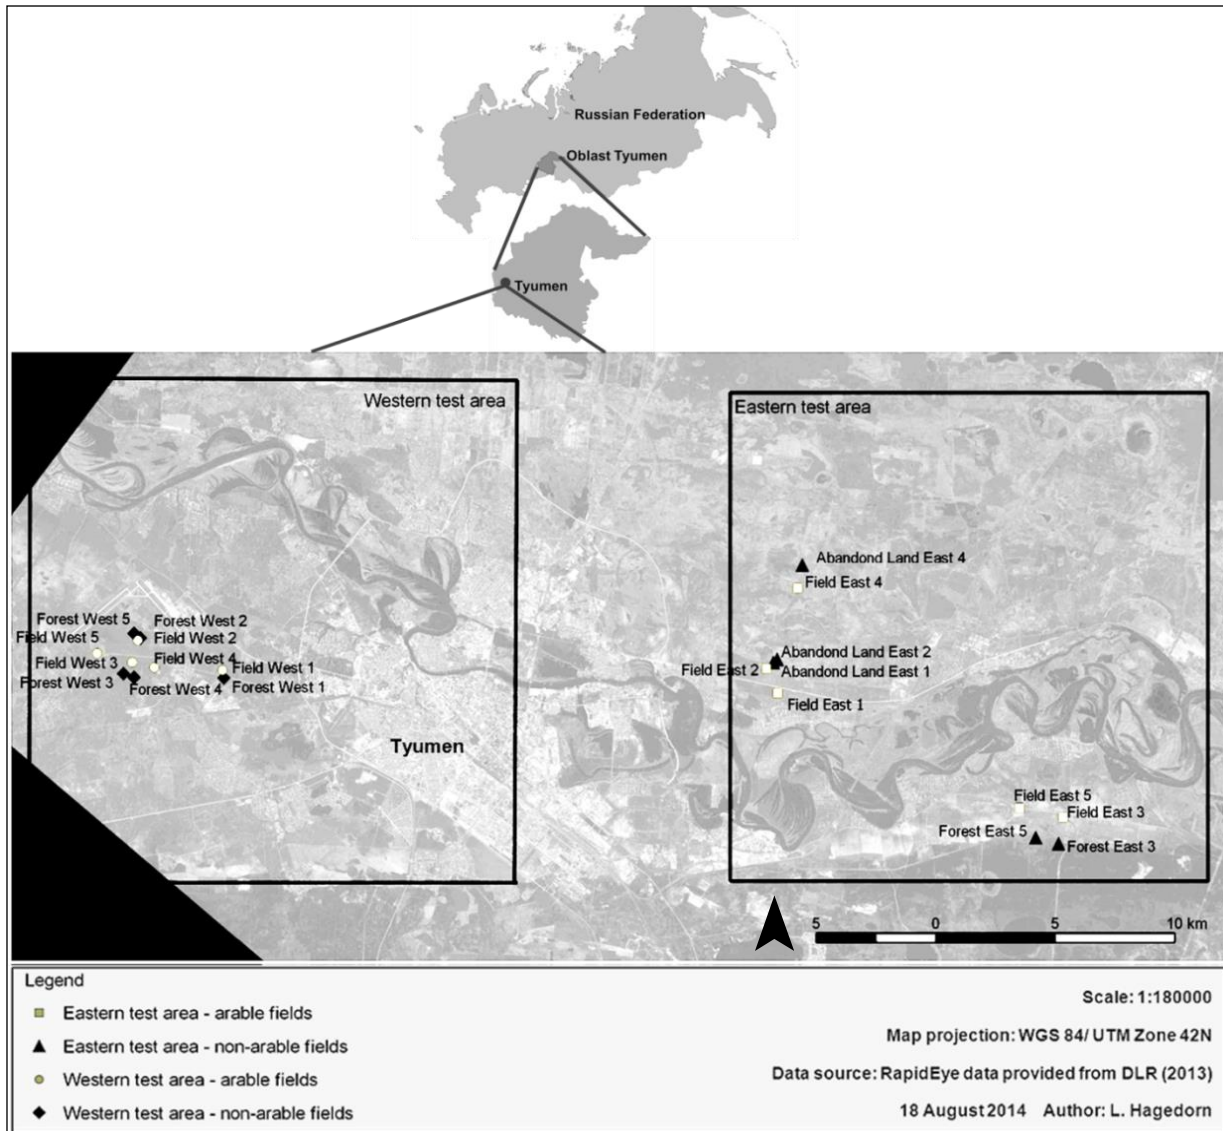 Russian Federation
Oblast Tyumen
Tyumen
Western test area
Eastern test area
Abandond Land East 4
Field East 4
Forest West 5
Forest West 2
Field West 5
Field West 2
Abandond Land East 2
Field West 3
Field West 4
Field West 1
Field East 2
Abandond Land East 1
Forest West 3
Forest West 4
Forest West 1
Field East 1
Tyumen
Field East 5
Field East 3
Forest East 5
Forest East 3
5 0 5 10 km
Legend
Eastern test area - arable fields
Eastern test area - non-arable fields
Western test area - arable fields
Western test area - non-arable fields
Scale: 1:180000
Map projection: WGS 84/ UTM Zone 42N
Data source: RapidEye data provided from DLR (2013)
18 August 2014 Author: L. Hagedorn